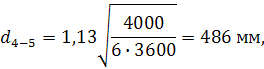 d₄₋₅ = 1,13√(4000 / (6 · 3600)) = 486 мм,